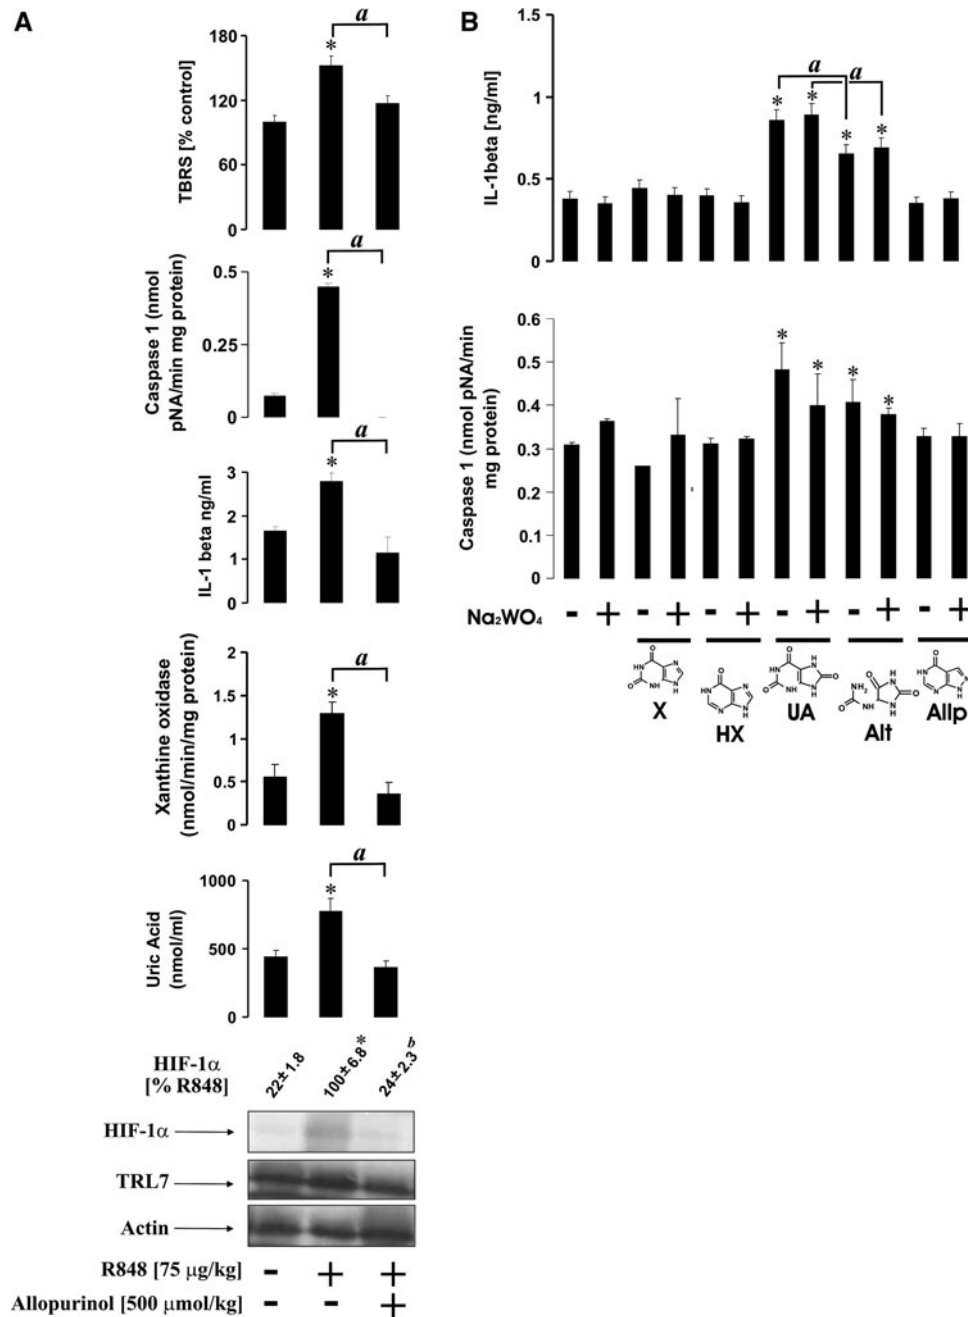 A
a
180
*
120
60
0
TBRS [% control]
a
0.5
*
0.25
0
Caspase 1 (nmol
pNA/min mg protein)
a
3
*
2
1
0
IL-1 beta ng/ml
a
2
*
1.5
1
0.5
0
Xanthine oxidase
(nmol/min/mg protein)
a
1000
*
500
0
Uric Acid
(nmol/ml)
HIF-1α
[% R848]
22±1.8
100±6.8*
24±2.3b
HIF-1α
TRL7
Actin
R848 [75 μg/kg] - + +
Allopurinol [500 μmol/kg] - - +
B
1.5
a a
1
* * * *
0.5
0
IL-1beta [ng/ml]
0.6
* * * *
0.5
0.4
0.3
0.2
0.1
0
Caspase 1 (nmol pNA/min
mg protein)
Na₂WO₄ - + - + - + - + - + - +
X
HX
UA
Alt
Allp